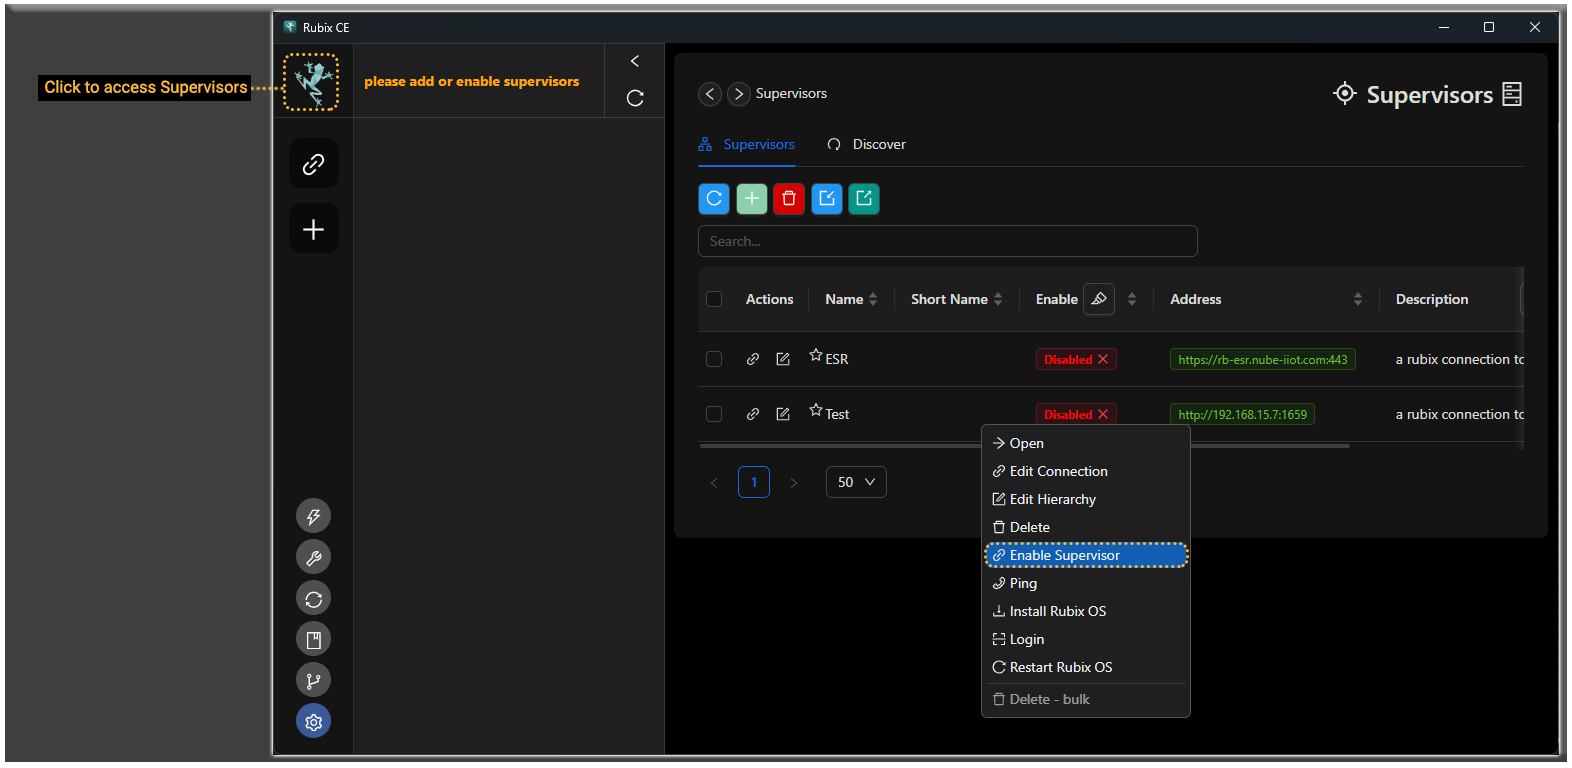 Rubix CE
Click to access Supervisors
please add or enable supervisors
Supervisors
Supervisors
Supervisors
Discover
Search...
Actions Name Short Name Enable Address Description
ESR Disabled https://rb-esr.nube-iiot.com:443 a rubix connection to
Test Disabled http://192.168.15.7:1659 a rubix connection to
1 50
Open
Edit Connection
Edit Hierarchy
Delete
Enable Supervisor
Ping
Install Rubix OS
Login
Restart Rubix OS
Delete - bulk